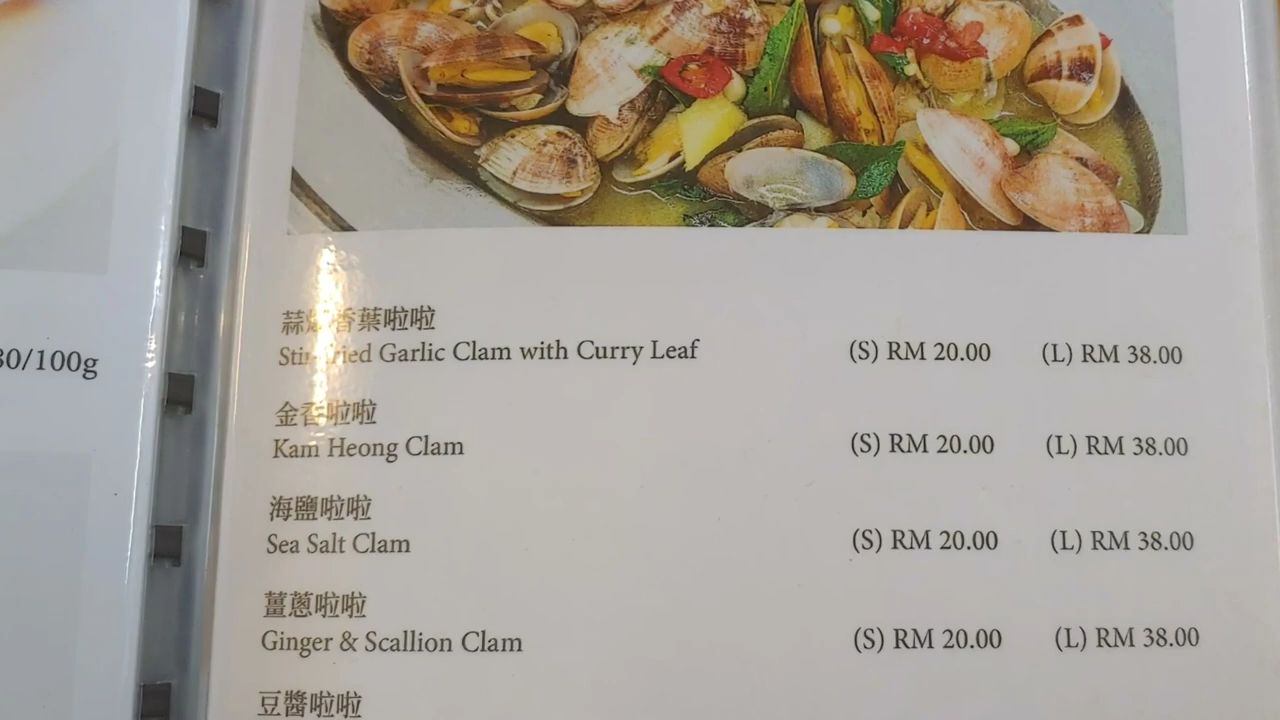 80/100g
香葉啦啦
Garlic Clam with Curry Leaf (S) RM 20.00 (L) RM 38.00
金香啦啦
Kam Heong Clam (S) RM 20.00 (L) RM 38.00
海鹽啦啦
Sea Salt Clam (S) RM 20.00 (L) RM 38.00
薑蔥啦啦
Ginger & Scallion Clam (S) RM 20.00 (L) RM 38.00
豆醬啦啦